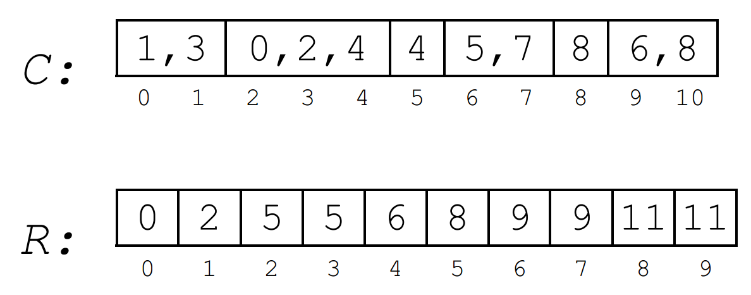 C: 1,3 0,2,4 4 5,7 8 6,8
0 1 2 3 4 5 6 7 8 9 10
R: 0 2 5 5 6 8 9 9 11 11
0 1 2 3 4 5 6 7 8 9